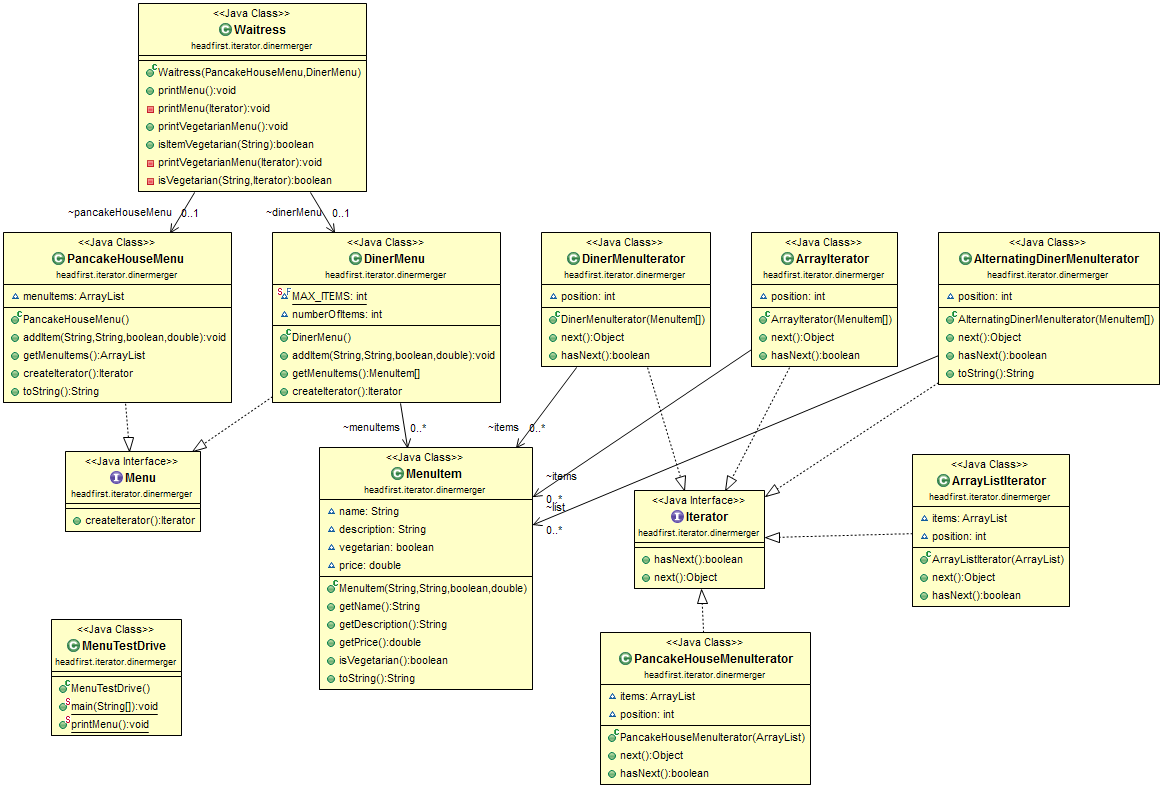 <<Java Class>>
Waitress
headfirst.iterator.dinermerger
Waitress(PancakeHouseMenu,DinerMenu)
printMenu():void
printMenu(Iterator):void
printVegetarianMenu():void
isItemVegetarian(String):boolean
printVegetarianMenu(Iterator):void
isVegetarian(String,Iterator):boolean
~pancakeHouseMenu 0..1
~dinerMenu 0..1
<<Java Class>>
PancakeHouseMenu
headfirst.iterator.dinermerger
menuItems: ArrayList
PancakeHouseMenu()
addItem(String,String,boolean,double):void
getMenuItems():ArrayList
createIterator():Iterator
toString():String
<<Java Class>>
DinerMenu
headfirst.iterator.dinermerger
MAX_ITEMS: int
numberOfItems: int
DinerMenu()
addItem(String,String,boolean,double):void
getMenuItems():MenuItem[]
createIterator():Iterator
<<Java Class>>
DinerMenuIterator
headfirst.iterator.dinermerger
position: int
DinerMenuIterator(MenuItem[])
next():Object
hasNext():boolean
<<Java Class>>
ArrayIterator
headfirst.iterator.dinermerger
position: int
ArrayIterator(MenuItem[])
next():Object
hasNext():boolean
<<Java Class>>
AlternatingDinerMenuIterator
headfirst.iterator.dinermerger
position: int
AlternatingDinerMenuIterator(MenuItem[])
next():Object
hasNext():boolean
toString():String
~menuItems 0..*
~items 0..*
~items
0..*
~list
0..*
<<Java Interface>>
Menu
headfirst.iterator.dinermerger
createIterator():Iterator
<<Java Class>>
MenuItem
headfirst.iterator.dinermerger
name: String
description: String
vegetarian: boolean
price: double
MenuItem(String,String,boolean,double)
getName():String
getDescription():String
getPrice():double
isVegetarian():boolean
toString():String
<<Java Interface>>
Iterator
headfirst.iterator.dinermerger
hasNext():boolean
next():Object
<<Java Class>>
ArrayListIterator
headfirst.iterator.dinermerger
items: ArrayList
position: int
ArrayListIterator(ArrayList)
next():Object
hasNext():boolean
<<Java Class>>
MenuTestDrive
headfirst.iterator.dinermerger
MenuTestDrive()
main(String[]):void
printMenu():void
<<Java Class>>
PancakeHouseMenuIterator
headfirst.iterator.dinermerger
items: ArrayList
position: int
PancakeHouseMenuIterator(ArrayList)
next():Object
hasNext():boolean